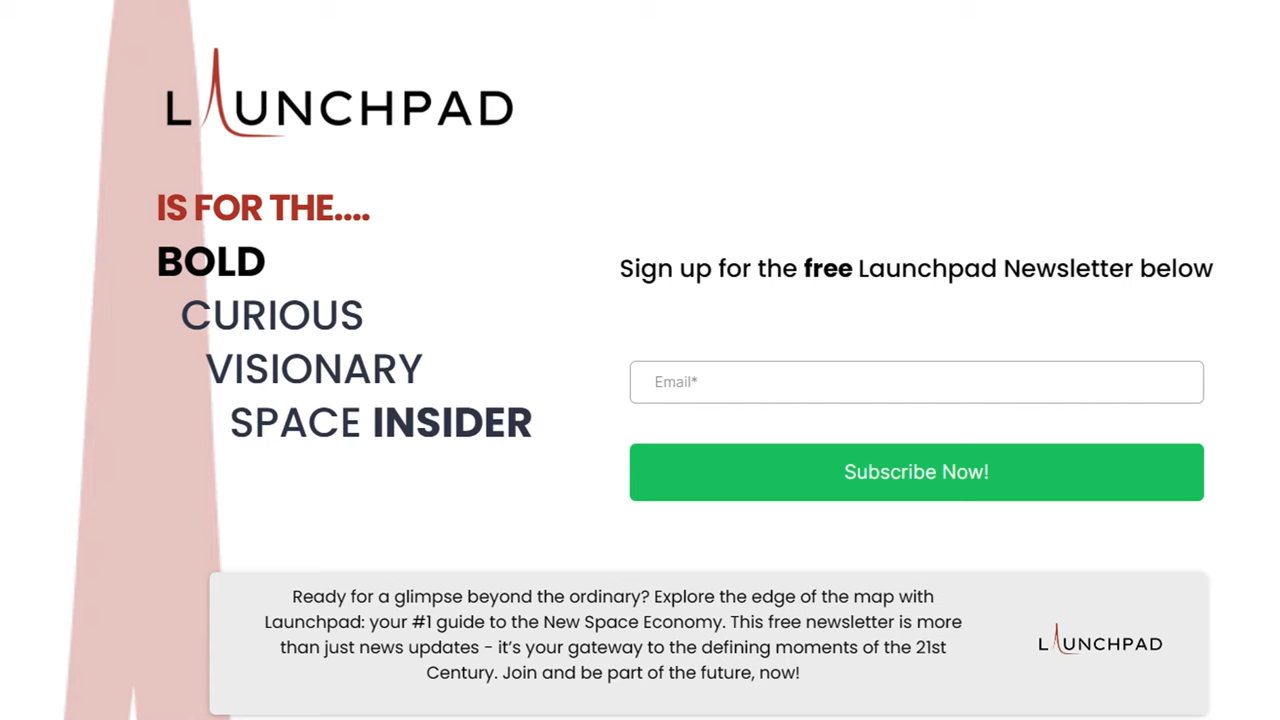 LAUNCHPAD
IS FOR THE....
BOLD
CURIOUS
VISIONARY
SPACE INSIDER
Sign up for the free Launchpad Newsletter below
Email*
Subscribe Now!
Ready for a glimpse beyond the ordinary? Explore the edge of the map with
Launchpad: your #1 guide to the New Space Economy. This free newsletter is more
than just news updates - it’s your gateway to the defining moments of the 21st
Century. Join and be part of the future, now!
LAUNCHPAD